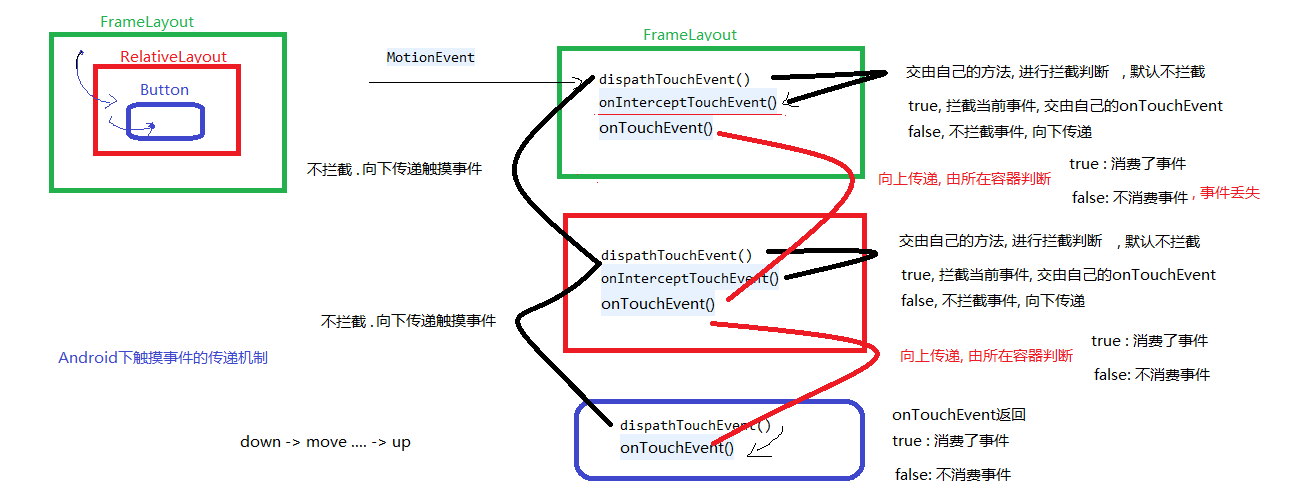 FrameLayout
RelativeLayout
Button
MotionEvent
FrameLayout
dispathTouchEvent()
onInterceptTouchEvent()
onTouchEvent()
交由自己的方法, 进行拦截判断 , 默认不拦截
true, 拦截当前事件, 交由自己的onTouchEvent
false, 不拦截事件, 向下传递
不拦截 . 向下传递触摸事件
向上传递, 由所在容器判断
true : 消费了事件
false: 不消费事件 , 事件丢失
dispathTouchEvent()
onInterceptTouchEvent()
onTouchEvent()
交由自己的方法, 进行拦截判断 , 默认不拦截
true, 拦截当前事件, 交由自己的onTouchEvent
false, 不拦截事件, 向下传递
不拦截 . 向下传递触摸事件
Android下触摸事件的传递机制
向上传递, 由所在容器判断
true : 消费了事件
false: 不消费事件
down -> move .... -> up
dispathTouchEvent()
onTouchEvent()
onTouchEvent返回
true : 消费了事件
false: 不消费事件